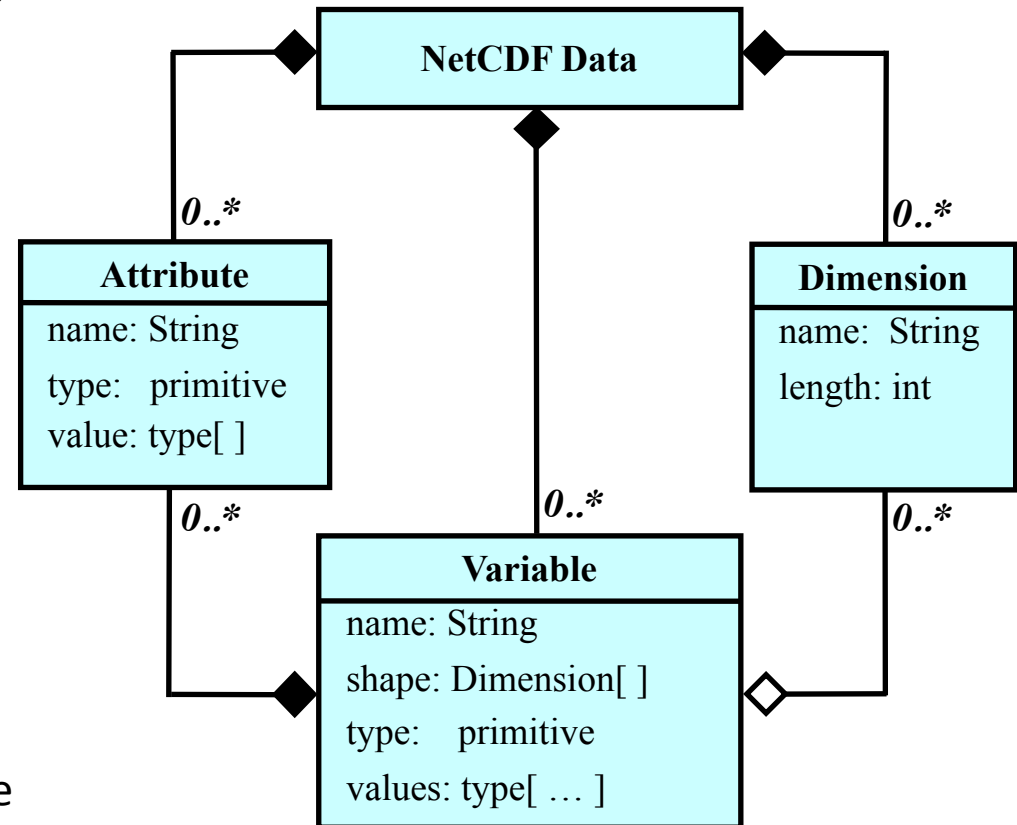 NetCDF Data
0..*
0..*
Attribute
name: String
type: primitive
value: type[ ]
Dimension
name: String
length: int
0..*
0..*
0..*
Variable
name: String
shape: Dimension[ ]
type: primitive
values: type[ … ]
e